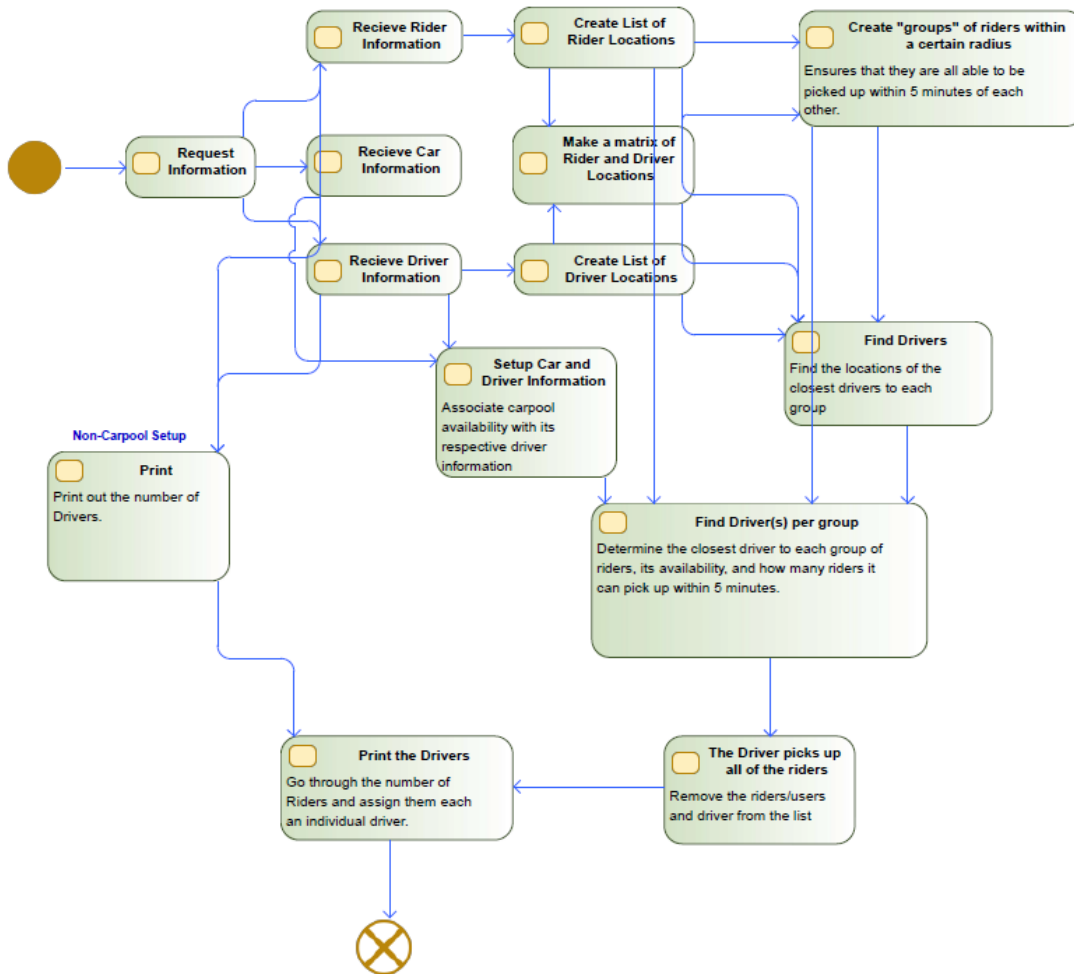 Recieve Rider
Information
Create List of
Rider Locations
Create "groups" of riders within
a certain radius
Ensures that they are all able to be
picked up within 5 minutes of each
other.
Request
Information
Recieve Car
Information
Make a matrix of
Rider and Driver
Locations
Recieve Driver
Information
Create List of
Driver Locations
Setup Car and
Driver Information
Associate carpool
availability with its
respective driver
information
Find Drivers
Find the locations of the
closest drivers to each
group
Non-Carpool Setup
Print
Print out the number of
Drivers.
Find Driver(s) per group
Determine the closest driver to each group of
riders, its availability, and how many riders it
can pick up within 5 minutes.
Print the Drivers
Go through the number of
Riders and assign them each
an individual driver.
The Driver picks up
all of the riders
Remove the riders/users
and driver from the list